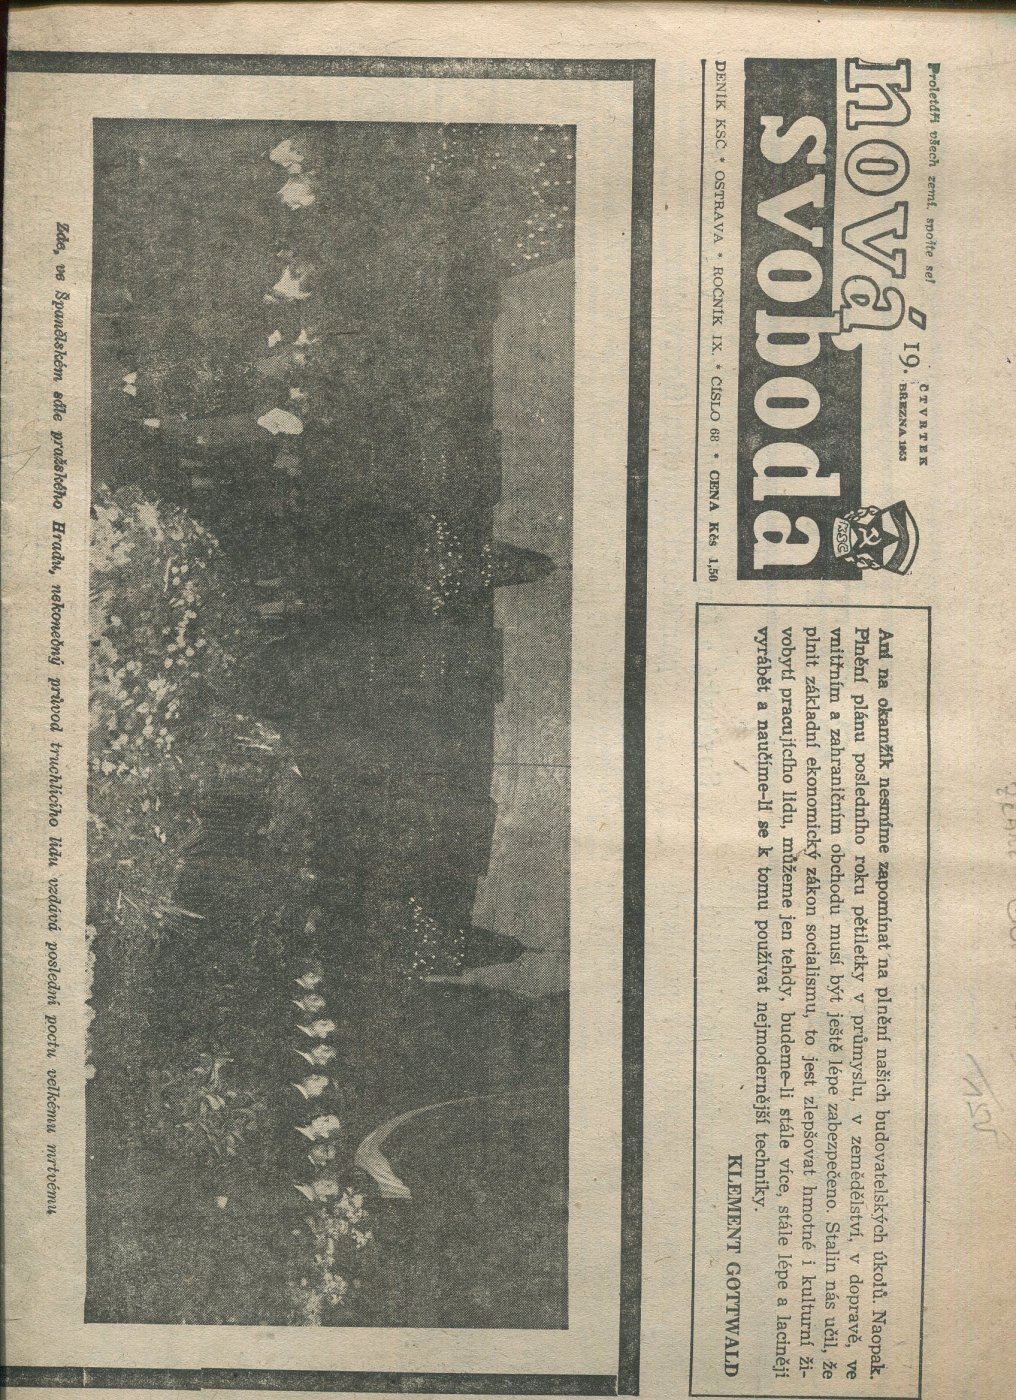 Proletáři všech zemí, spojte se!
nová
svoboda
19.
ČTVRTEK
BŘEZNA 1953
KSČ
DENÍK KSČ * OSTRAVA * ROČNÍK IX. * ČÍSLO 68 * CENA Kčs 1,50
Ani na okamžik nesmíme zapomínat na plnění našich budovatelských úkolů. Naopak.
Plnění plánu posledního roku pětiletky v průmyslu, v zemědělství, v dopravě, ve
vnitřním a zahraničním obchodu musí být ještě lépe zabezpečeno. Stalin nás učil, že
plnit základní ekonomický zákon socialismu, to jest zlepšovat hmotné i kulturní ži-
vobytí pracujícího lidu, můžeme jen tehdy, budeme-li stále více, stále lépe a laciněji
vyrábět a naučíme-li se k tomu používat nejmodernější techniky.
KLEMENT GOTTWALD
Zde, ve Španělském sále pražského Hradu, nekonečný průvod truchlícího lidu vzdává poslední poctu velkému mrtvému